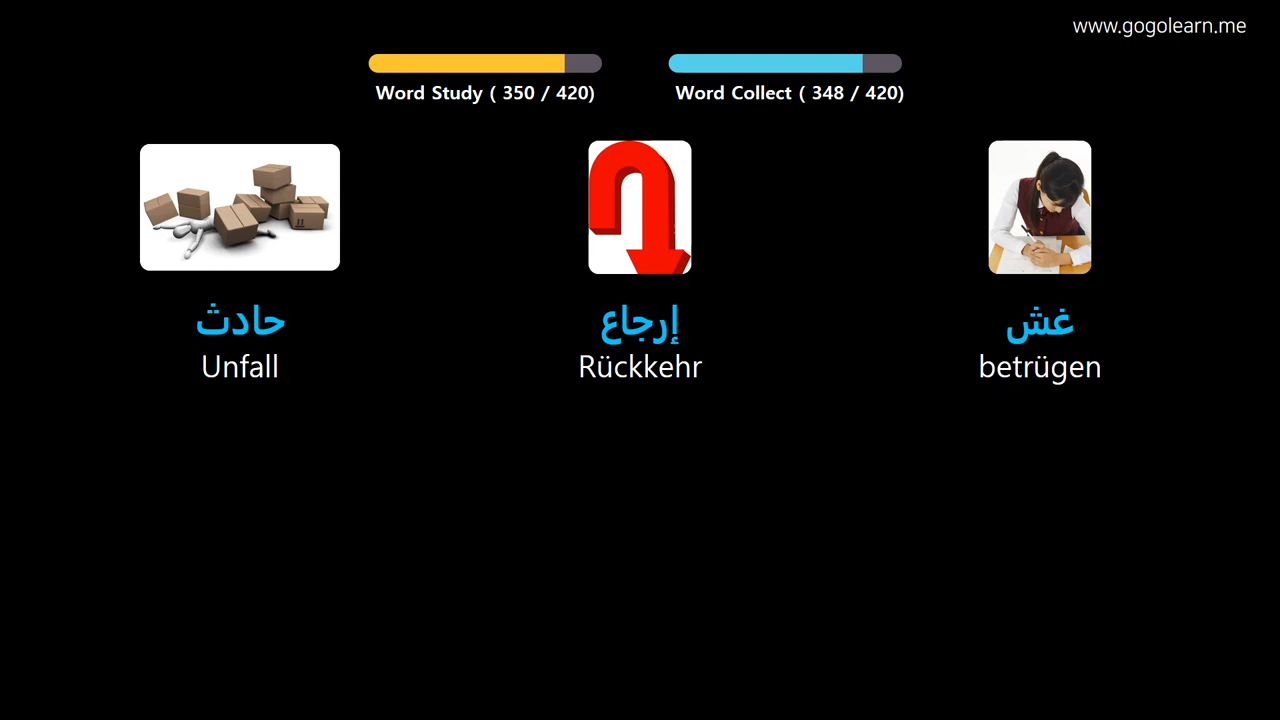 www.gogolearn.me
Word Study ( 350 / 420)
Word Collect ( 348 / 420)
حادث
Unfall
إرجاع
Rückkehr
غش
betrügen